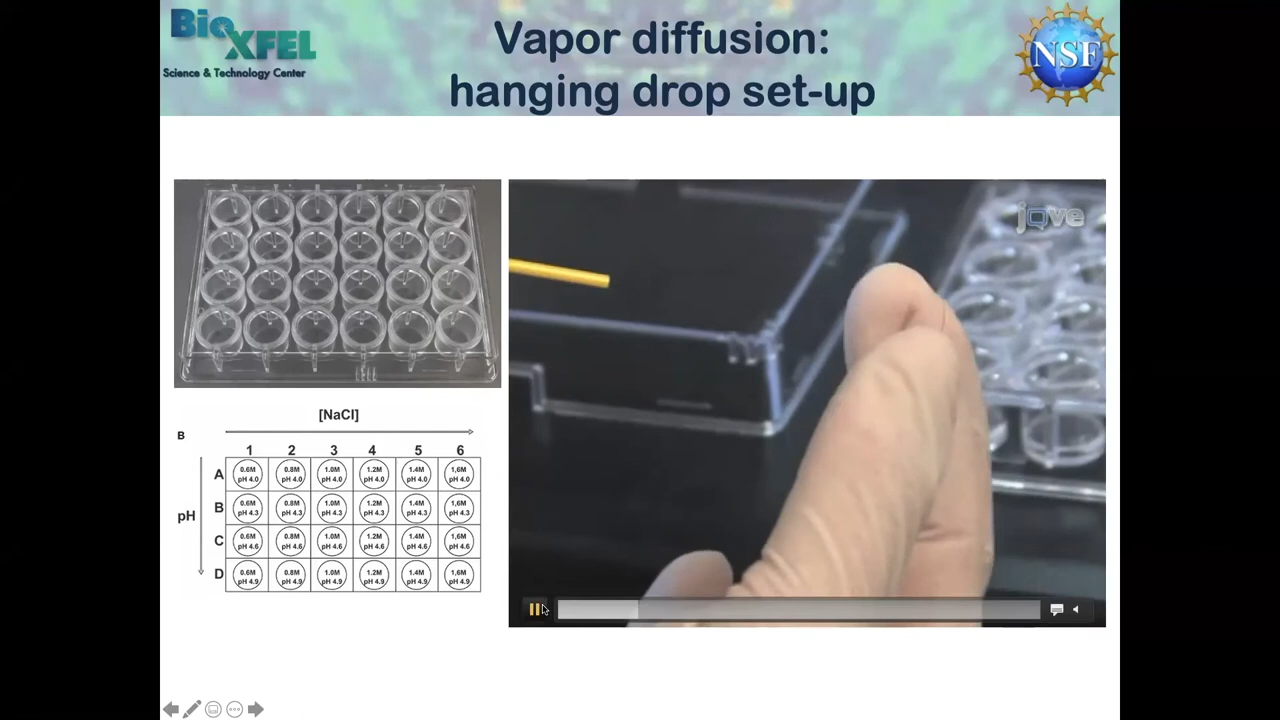 BioXFEL
Science & Technology Center
Vapor diffusion:
hanging drop set-up
NSF
jove
[NaCl]
B
1 2 3 4 5 6
pH
A
0.6M 0.8M 1.0M 1.2M 1.4M 1,6M
pH 4.0 pH 4.0 pH 4.0 pH 4.0 pH 4.0 pH 4.0
B
0.6M 0.8M 1.0M 1.2M 1.4M 1,6M
pH 4.3 pH 4.3 pH 4.3 pH 4.3 pH 4.3 pH 4.3
C
0.6M 0.8M 1.0M 1.2M 1.4M 1,6M
pH 4.6 pH 4.6 pH 4.6 pH 4.6 pH 4.6 pH 4.6
D
0.6M 0.8M 1.0M 1.2M 1.4M 1,6M
pH 4.9 pH 4.9 pH 4.9 pH 4.9 pH 4.9 pH 4.9